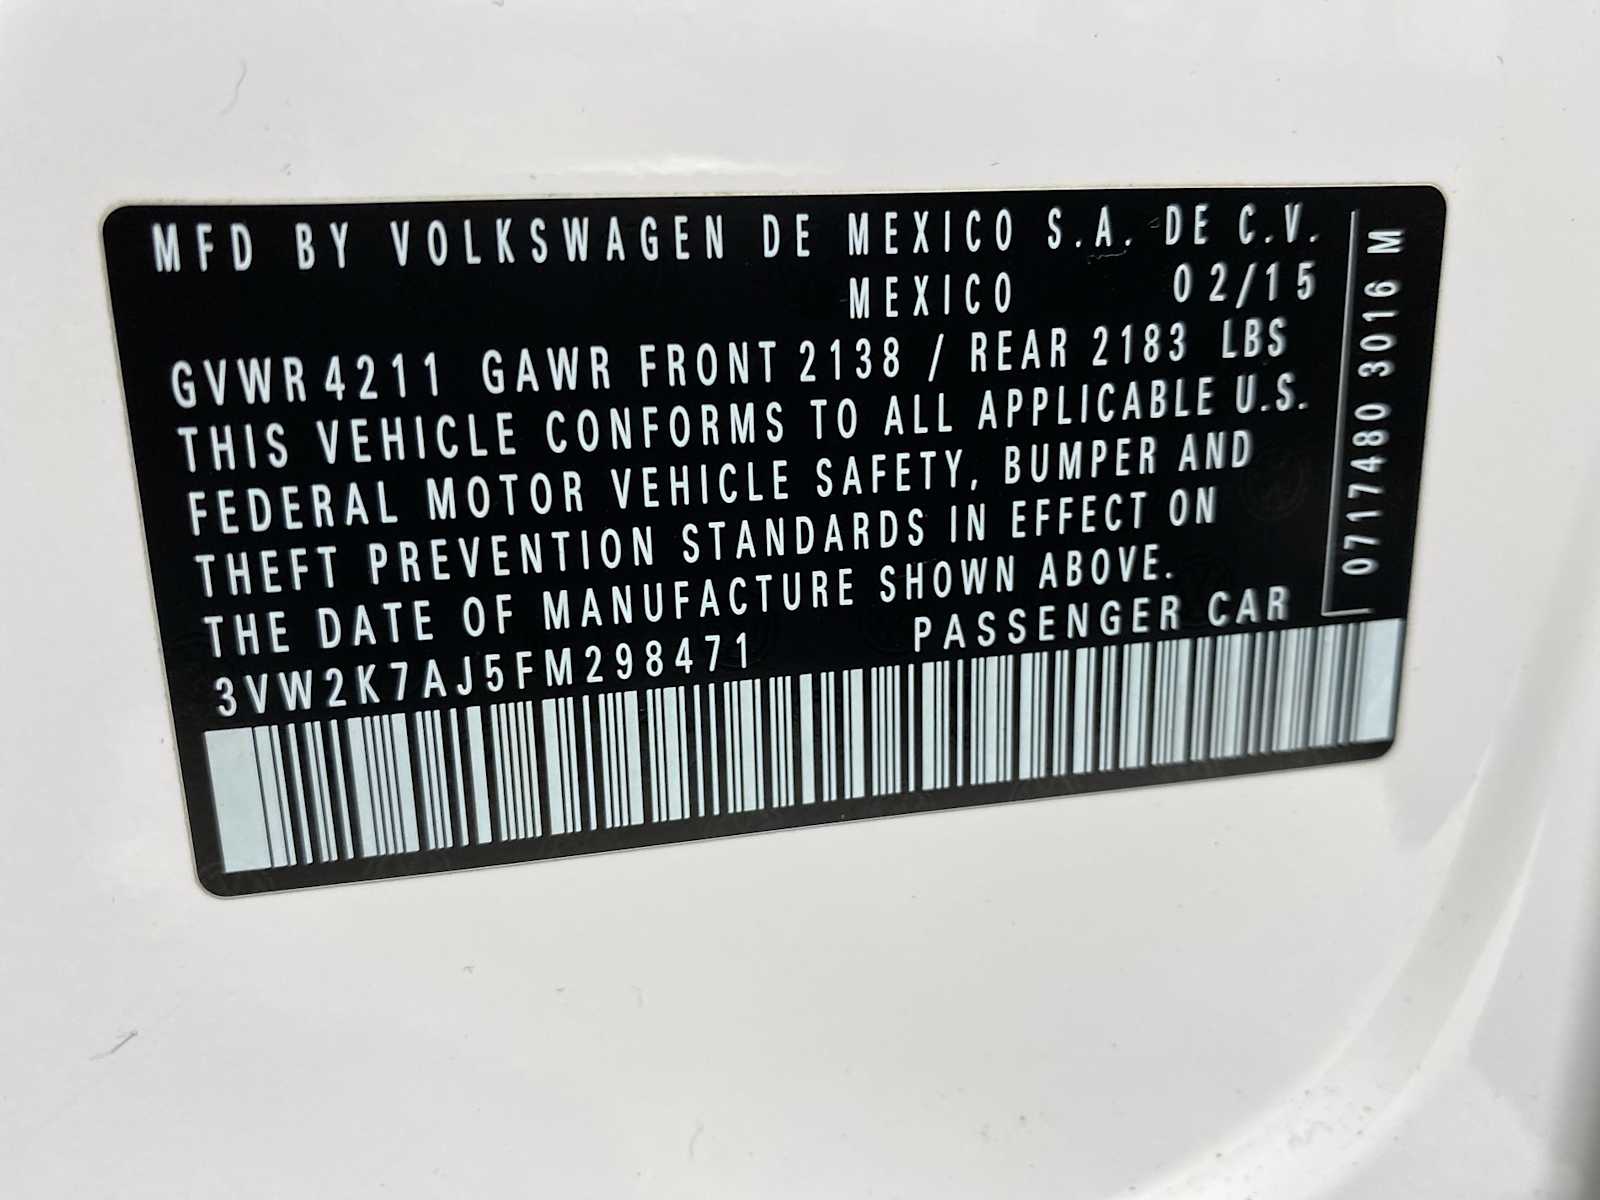 MFD BY VOLKSWAGEN DE MEXICO S.A. DE C.V.
MEXICO 02/15
GVWR 4211 GAWR FRONT 2138 / REAR 2183 LBS
THIS VEHICLE CONFORMS TO ALL APPLICABLE U.S.
FEDERAL MOTOR VEHICLE SAFETY, BUMPER AND
THEFT PREVENTION STANDARDS IN EFFECT ON
THE DATE OF MANUFACTURE SHOWN ABOVE.
3VW2K7AJ5FM298471 PASSENGER CAR
0717480 3016 M